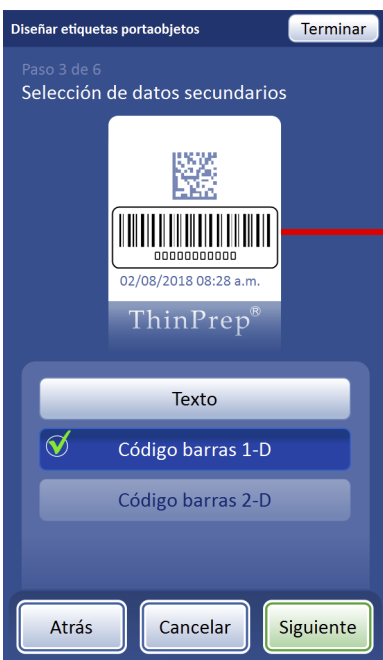 Diseñar etiquetas portaobjetos
Terminar
Paso 3 de 6
Selección de datos secundarios
00000000000
02/08/2018 08:28 a.m.
ThinPrep®
Texto
Código barras 1-D
Código barras 2-D
Atrás
Cancelar
Siguiente